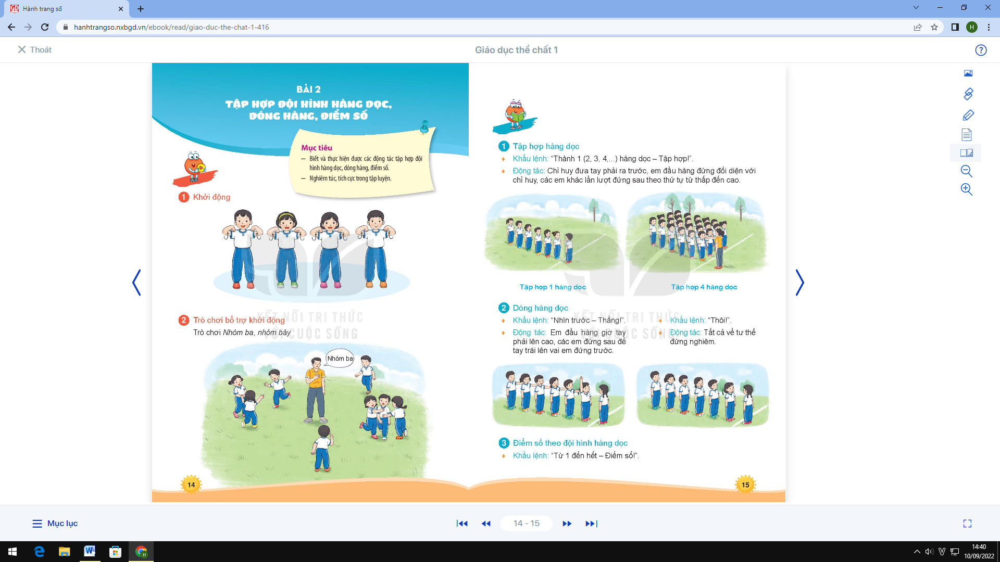 Hành trang số
hanhtrangso.nxbgd.vn/ebook/read/giao-duc-the-chat-1-416
H
Thoát
Giáo dục thể chất 1
BÀI 2
TẬP HỢP ĐỘI HÌNH HÀNG DỌC,
DÓNG HÀNG, ĐIỂM SỐ
Mục tiêu
– Biết và thực hiện được các động tác tập hợp đội
hình hàng dọc, dóng hàng, điểm số.
– Nghiêm túc, tích cực trong tập luyện.
1 Khởi động
2 Trò chơi bổ trợ khởi động
Trò chơi Nhóm ba, nhóm bảy
Nhóm ba
KẾT NỐI TRI THỨC
VỚI CUỘC SỐNG
14
1 Tập hợp hàng dọc
♦ Khẩu lệnh: “Thành 1 (2, 3, 4,...) hàng dọc – Tập hợp!”.
♦ Động tác: Chỉ huy đưa tay phải ra trước, em đầu hàng đứng đối diện với
chỉ huy, các em khác lần lượt đứng sau theo thứ tự từ thấp đến cao.
Tập hợp 1 hàng dọc
Tập hợp 4 hàng dọc
2 Dóng hàng dọc
♦ Khẩu lệnh: “Nhìn trước – Thẳng!”.
♦ Động tác: Em đầu hàng giơ tay
phải lên cao, các em đứng sau để
tay trái lên vai em đứng trước.
♦ Khẩu lệnh: “Thôi!”.
♦ Động tác: Tất cả về tư thế
đứng nghiêm.
KẾT NỐI TRI THỨC
VỚI CUỘC SỐNG
3 Điểm số theo đội hình hàng dọc
♦ Khẩu lệnh: “Từ 1 đến hết – Điểm số!”.
15
Mục lục
14 - 15
14:40
10/09/2022